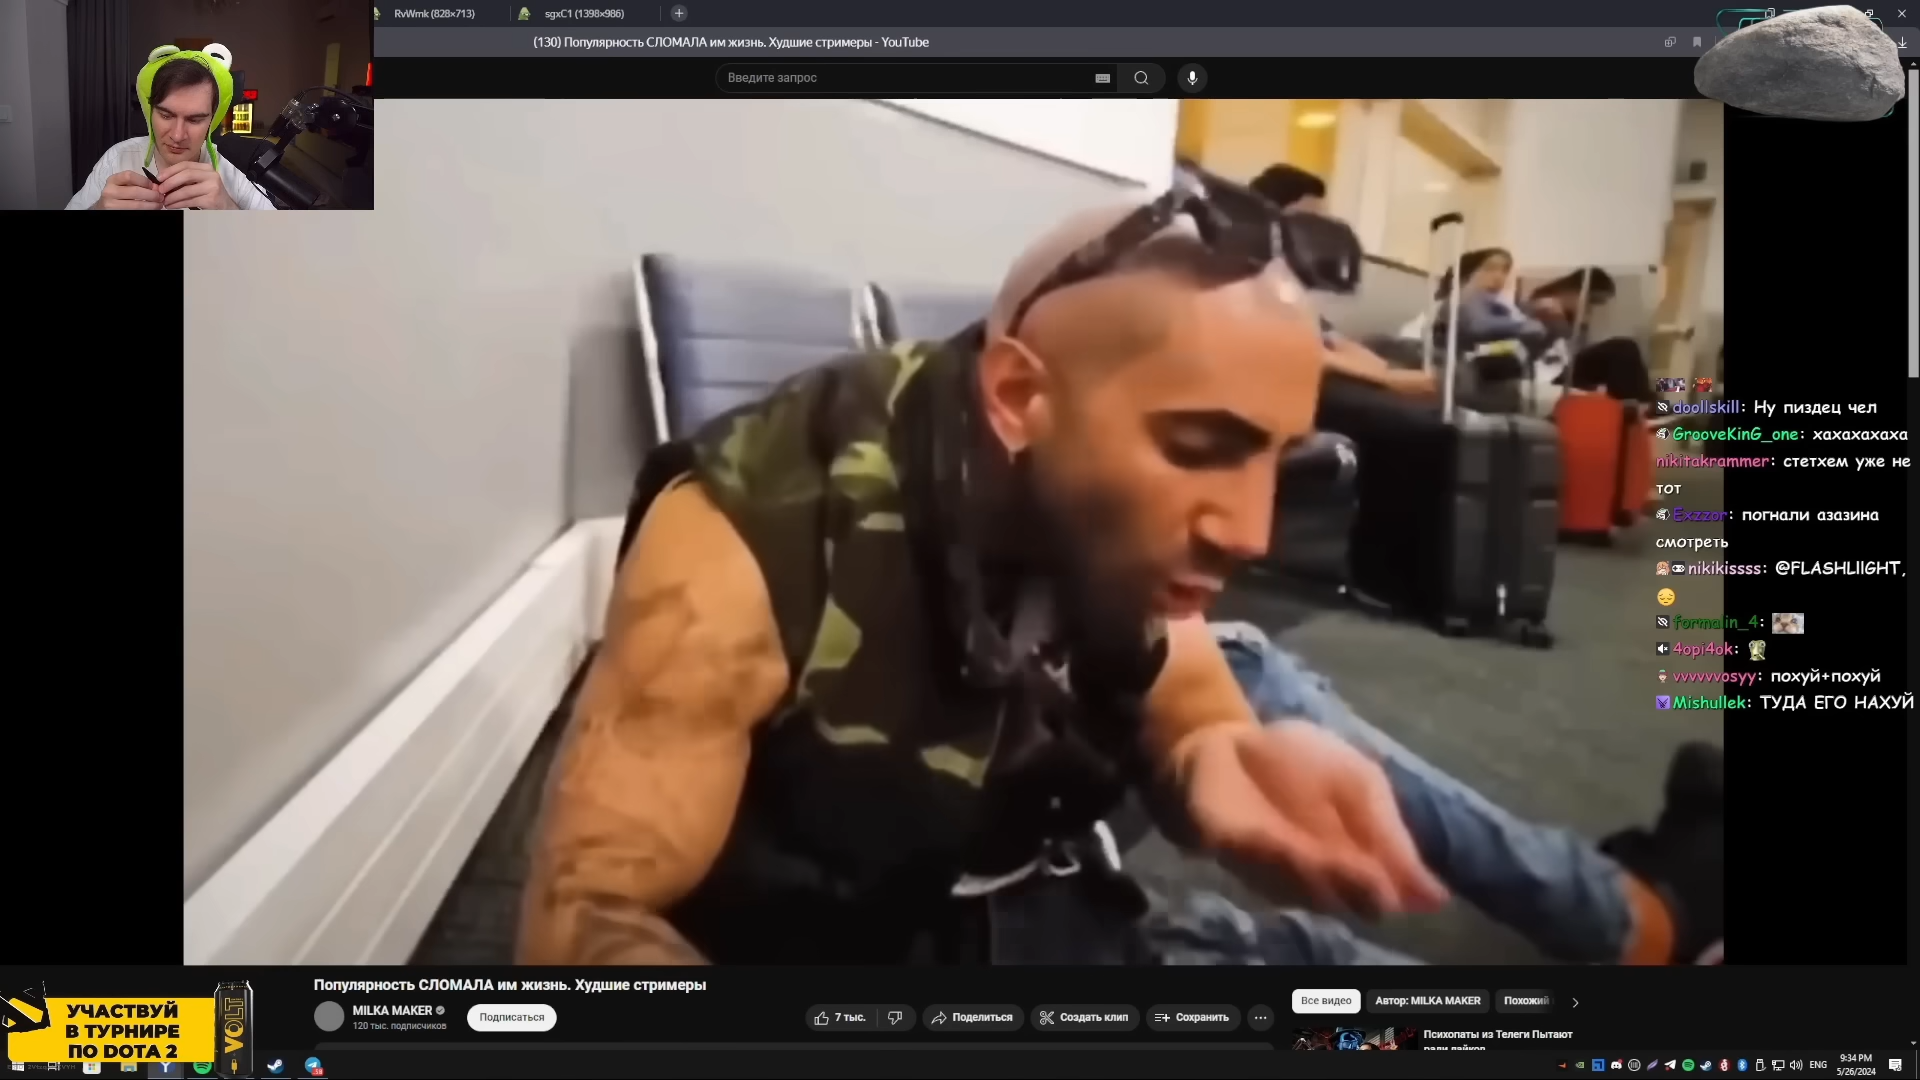 RvWmk (828×713)
sgxC1 (1398×986)
(130) Популярность СЛОМАЛА им жизнь. Худшие стримеры - YouTube
Введите запрос
doollskill: Ну пиздец чел
GrooveKinG_one: хахахахаха
nikitakrammer: стетхем уже не
тот
Exzzor: погнали азазина
смотреть
nikikissss: @FLASHLIIGHT,
formalin_4:
4opi4ok:
vvvvvvosyy: похуй+похуй
Mishullek: ТУДА ЕГО НАХУЙ
Популярность СЛОМАЛА им жизнь. Худшие стримеры
MILKA MAKER
120 тыс. подписчиков
Подписаться
7 тыс.
Поделиться
Создать клип
Сохранить
Все видео
Автор: MILKA MAKER
Похожий
Психопаты из Телеги Пытают
ради лайков
УЧАСТВУЙ
В ТУРНИРЕ
ПО DOTA 2
VOLT
ENG
9:34 PM
5/26/2024